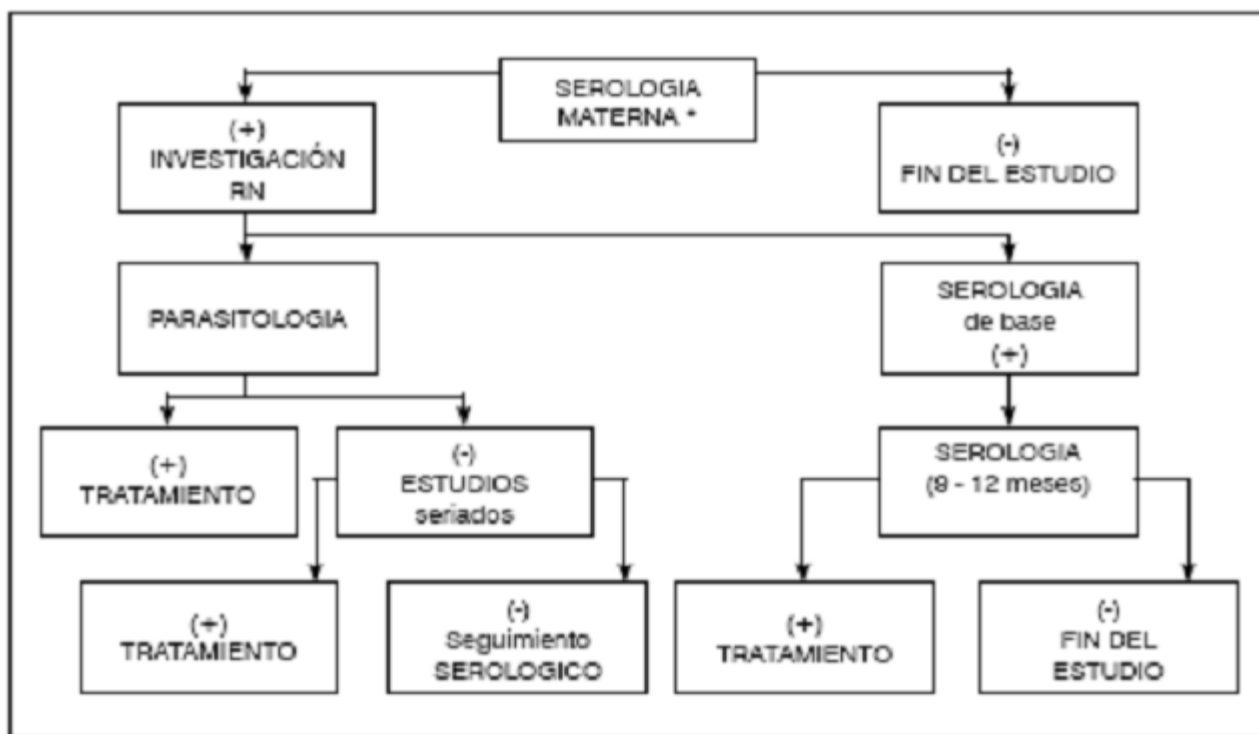 SEROLOGIA
MATERNA *
(+)
INVESTIGACIÓN
RN
(-)
FIN DEL ESTUDIO
PARASITOLOGIA
SEROLOGIA
de base
(+)
(+)
TRATAMIENTO
(-)
ESTUDIOS
seriados
SEROLOGIA
(9 - 12 meses)
(+)
TRATAMIENTO
(-)
Seguimiento
SEROLOGICO
(+)
TRATAMIENTO
(-)
FIN DEL
ESTUDIO